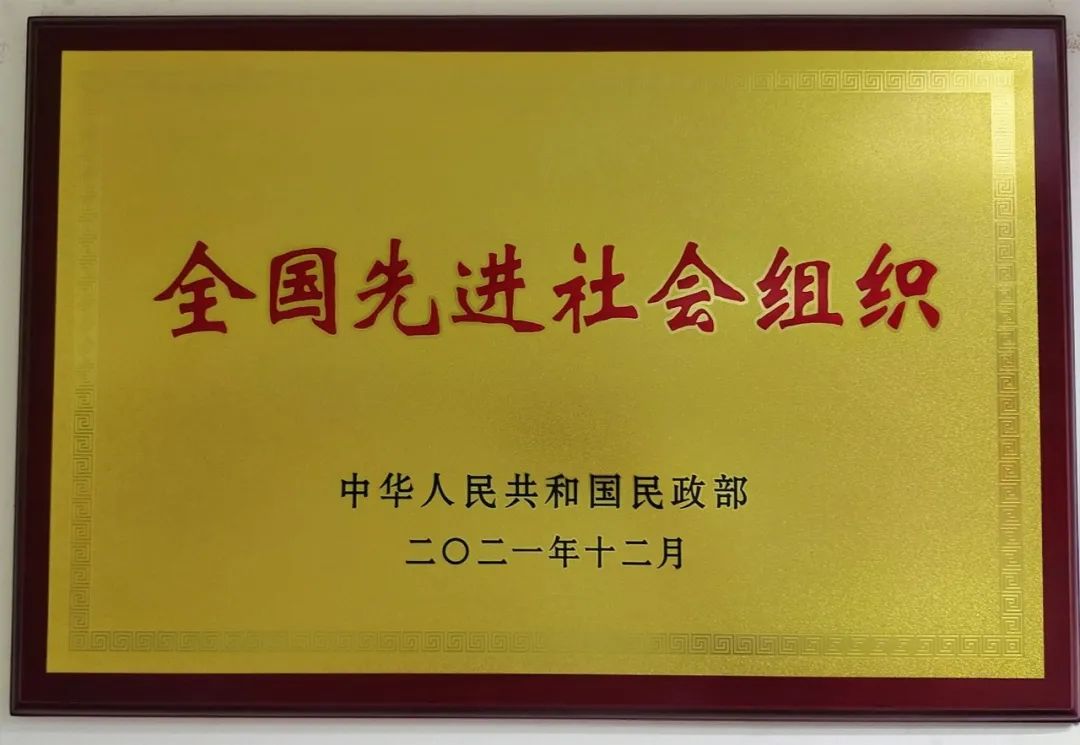 全国先进社会组织
中华人民共和国民政部
二〇二一年十二月